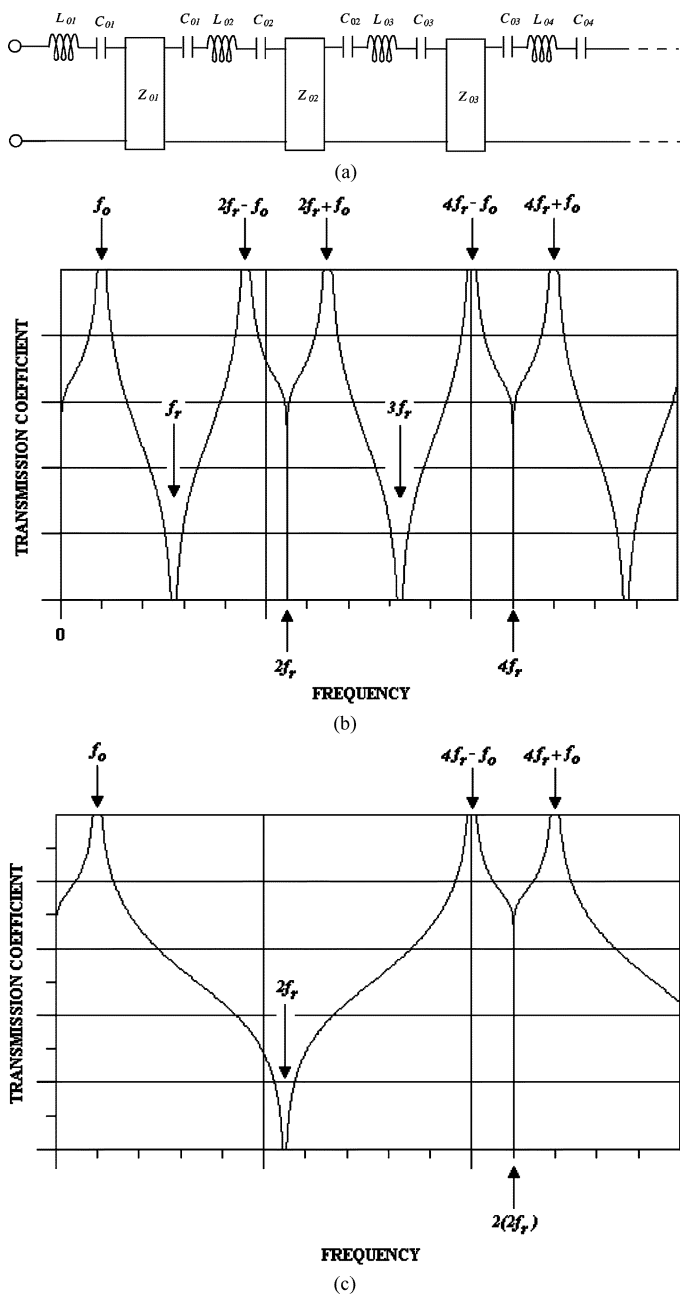 L01 C01 C01 L02 C02 C02 L03 C03 C03 L04 C04
Z01 Z02 Z03
(a)
fo 2fr - fo 2fr + fo 4fr - fo 4fr + fo
TRANSMISSION COEFFICIENT
fr 3fr
0
2fr 4fr
FREQUENCY
(b)
fo 4fr - fo 4fr + fo
TRANSMISSION COEFFICIENT
2fr
2(2fr)
FREQUENCY
(c)